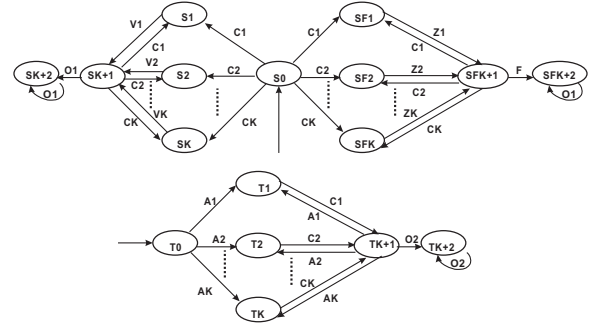 S1 SF1
V1 C1 C1 Z1
C1 C1
SK+2 O1 SK+1 V2 S2 C2 S0 C2 SF2 Z2 SFK+1 F SFK+2
O1 C2 C2 O1
VK ZK
CK CK CK CK
SK SFK
T1
A1 C1
A1
T0 A2 T2 C2 TK+1 O2 TK+2
A2 O2
CK
AK AK
TK